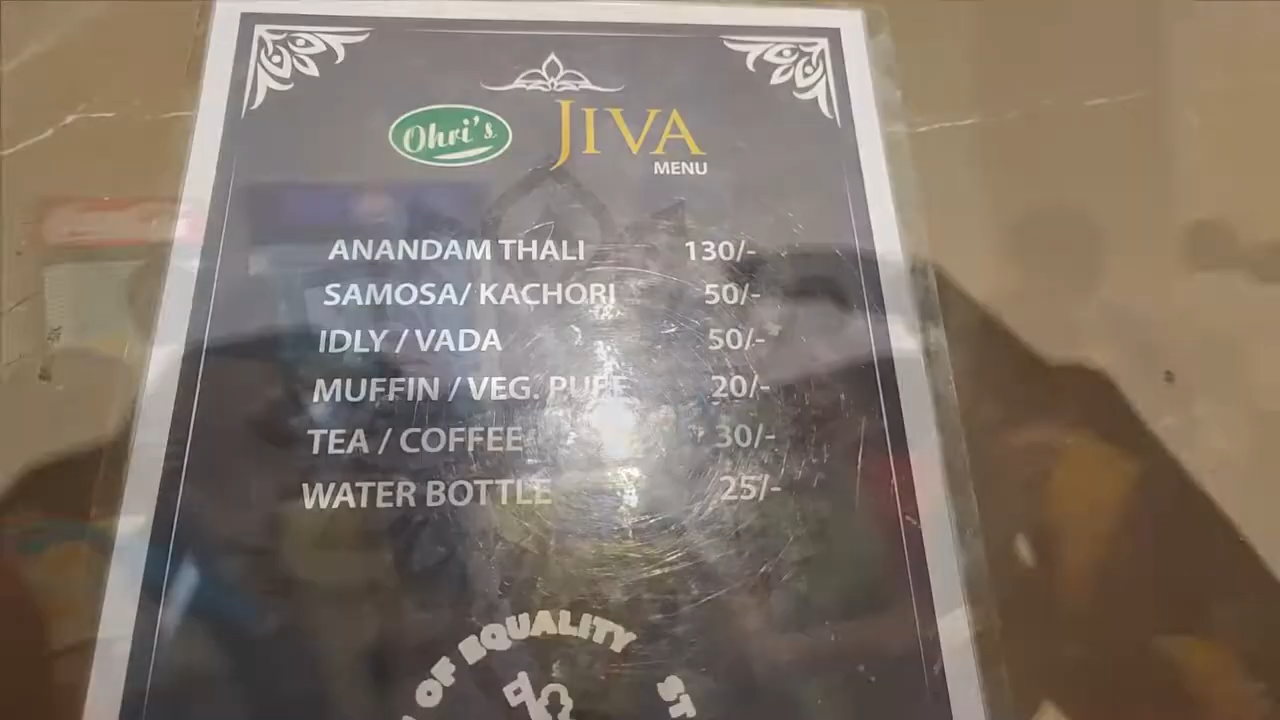 Ohri's JIVA
MENU
ANANDAM THALI 130/-
SAMOSA/ KACHORI 50/-
IDLY / VADA 50/-
MUFFIN / VEG. PUFF 20/-
TEA / COFFEE 30/-
WATER BOTTLE 25/-
OF EQUALITY ST